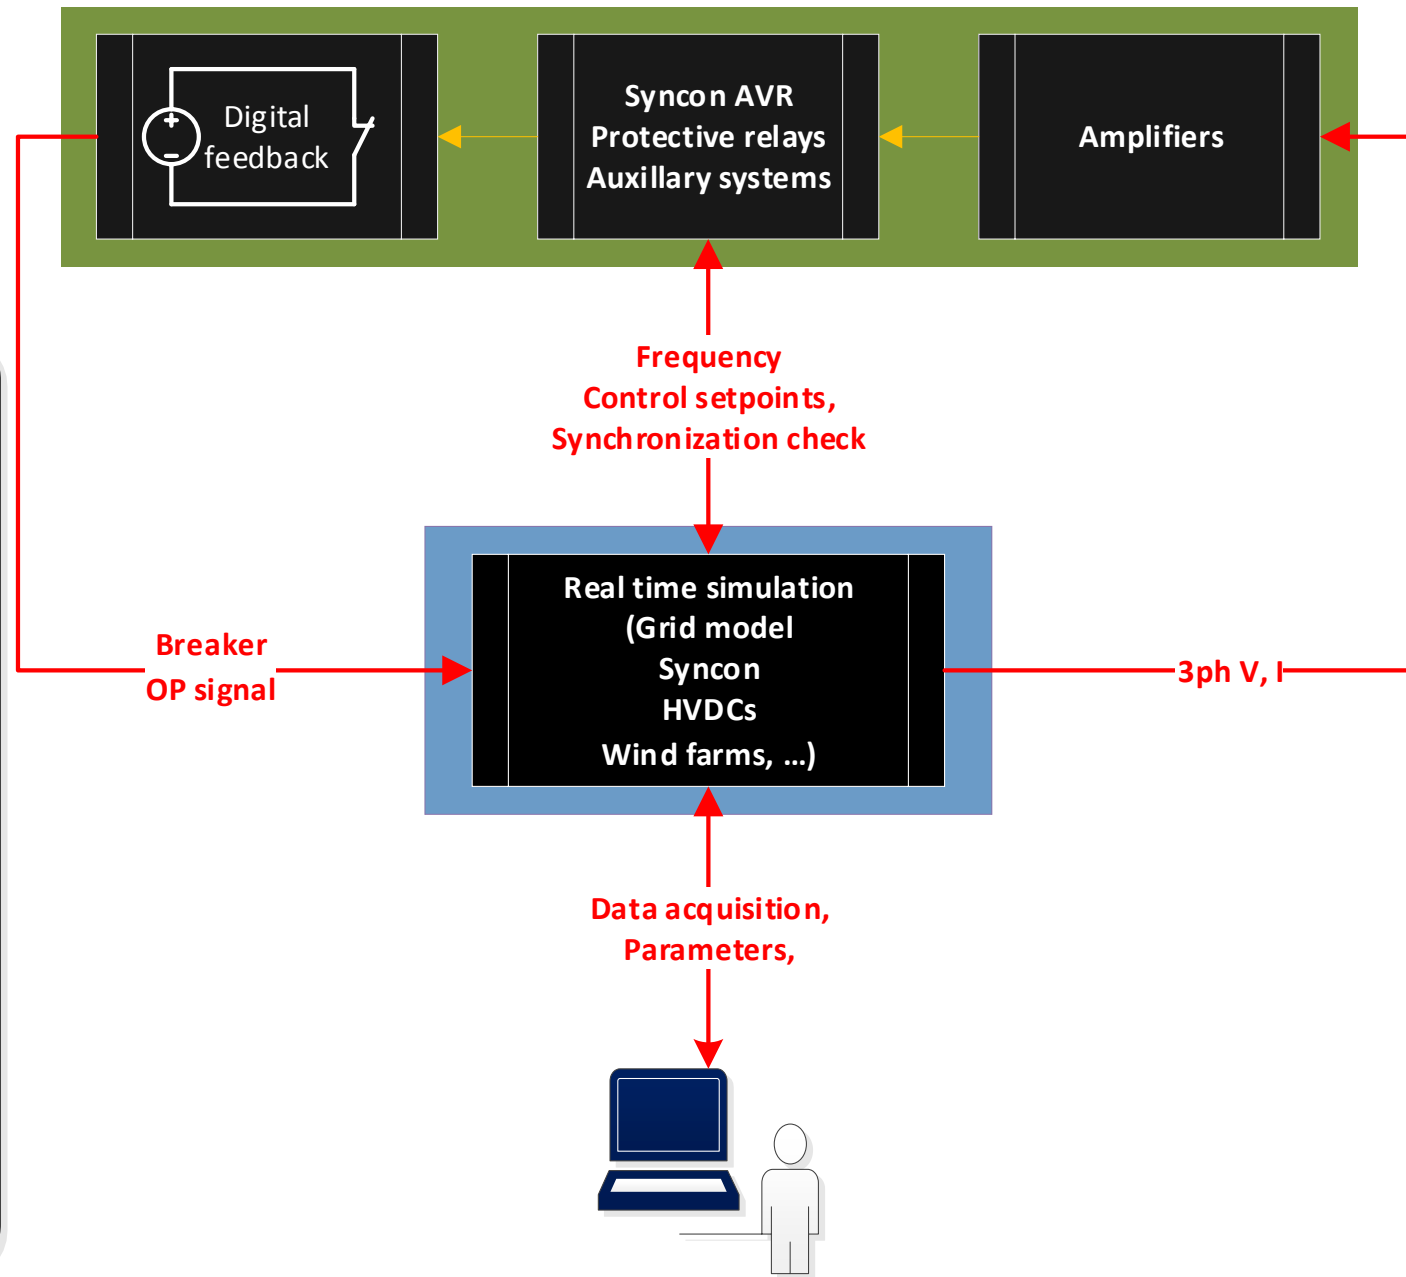 Digital
feedback
Syncon AVR
Protective relays
Auxillary systems
Amplifiers
Frequency
Control setpoints,
Synchronization check
Real time simulation
(Grid model
Syncon
HVDCs
Wind farms, ...)
Breaker
OP signal
3ph V, I
Data acquisition,
Parameters,